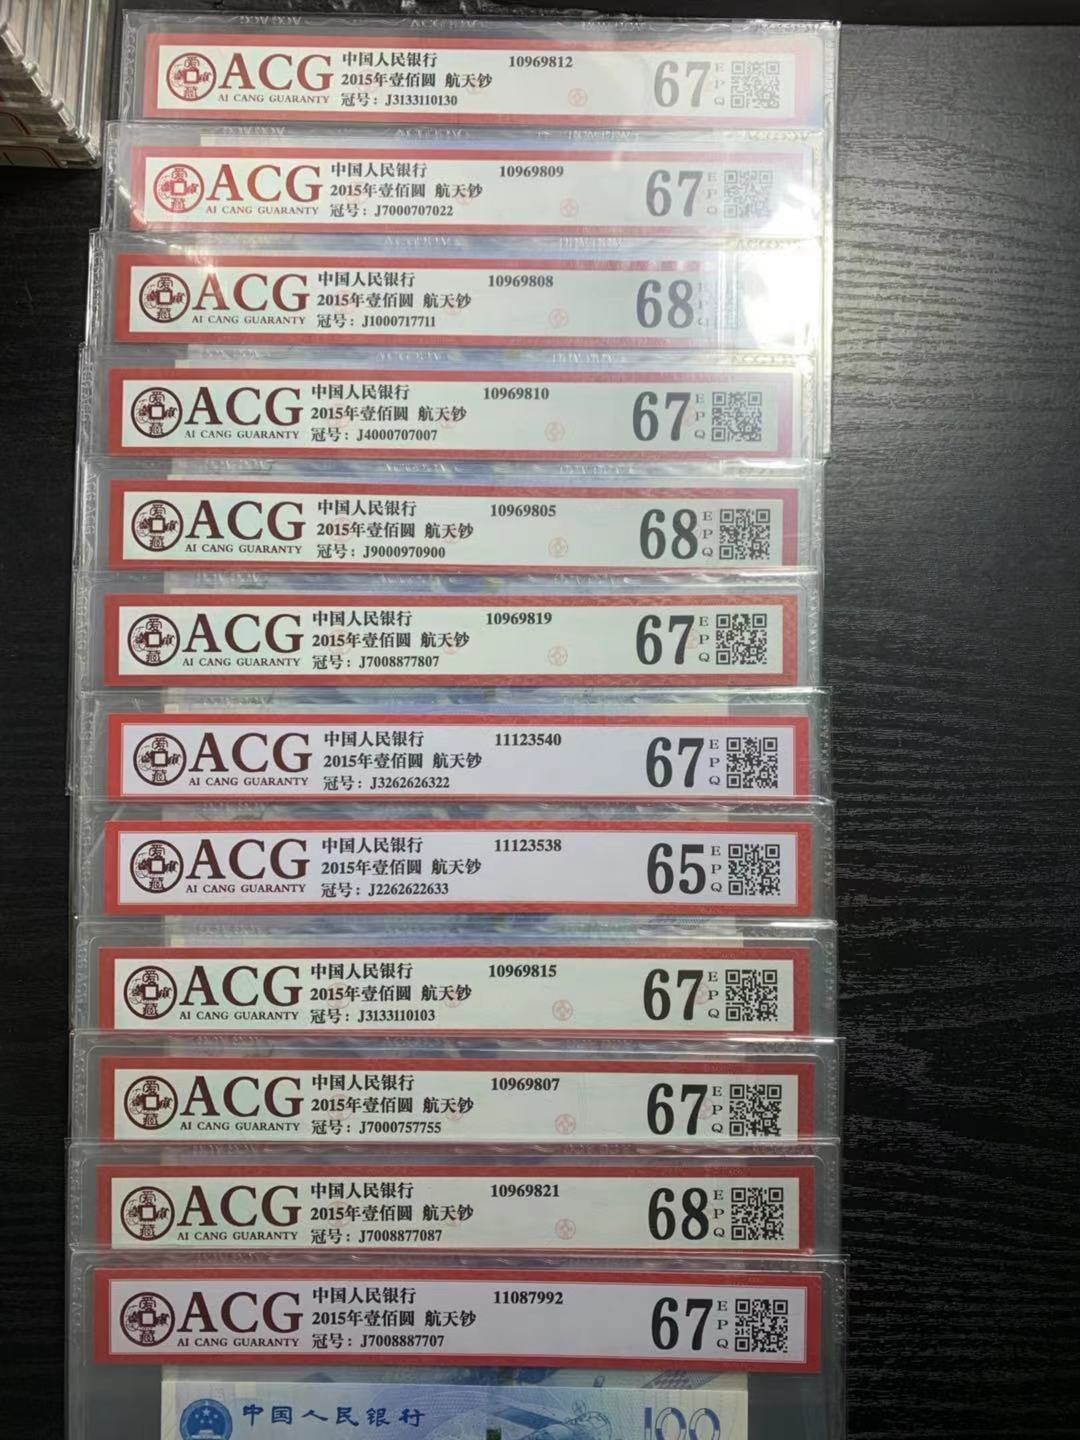 ACG 中国人民银行 10969812 67 EPQ
AI CANG GUARANTY 2015年壹佰圆 航天钞
冠号：J3133110130
ACG 中国人民银行 10969809 67 EPQ
AI CANG GUARANTY 2015年壹佰圆 航天钞
冠号：J7000707022
ACG 中国人民银行 10969808 68
AI CANG GUARANTY 2015年壹佰圆 航天钞
冠号：J1000717711
ACG 中国人民银行 10969810 67 EPQ
AI CANG GUARANTY 2015年壹佰圆 航天钞
冠号：J4000707007
ACG 中国人民银行 10969805 68 EPQ
AI CANG GUARANTY 2015年壹佰圆 航天钞
冠号：J9000970900
ACG 中国人民银行 10969819 67 EPQ
AI CANG GUARANTY 2015年壹佰圆 航天钞
冠号：J7008877807
ACG 中国人民银行 11123540 67 EPQ
AI CANG GUARANTY 2015年壹佰圆 航天钞
冠号：J3262626322
ACG 中国人民银行 11123538 65 EPQ
AI CANG GUARANTY 2015年壹佰圆 航天钞
冠号：J2262622633
ACG 中国人民银行 10969815 67 EPQ
AI CANG GUARANTY 2015年壹佰圆 航天钞
冠号：J3133110103
ACG 中国人民银行 10969807 67 EPQ
AI CANG GUARANTY 2015年壹佰圆 航天钞
冠号：J7000757755
ACG 中国人民银行 10969821 68 EPQ
AI CANG GUARANTY 2015年壹佰圆 航天钞
冠号：J7008877087
ACG 中国人民银行 11087992 67 EPQ
AI CANG GUARANTY 2015年壹佰圆 航天钞
冠号：J7008887707
中国人民银行 100